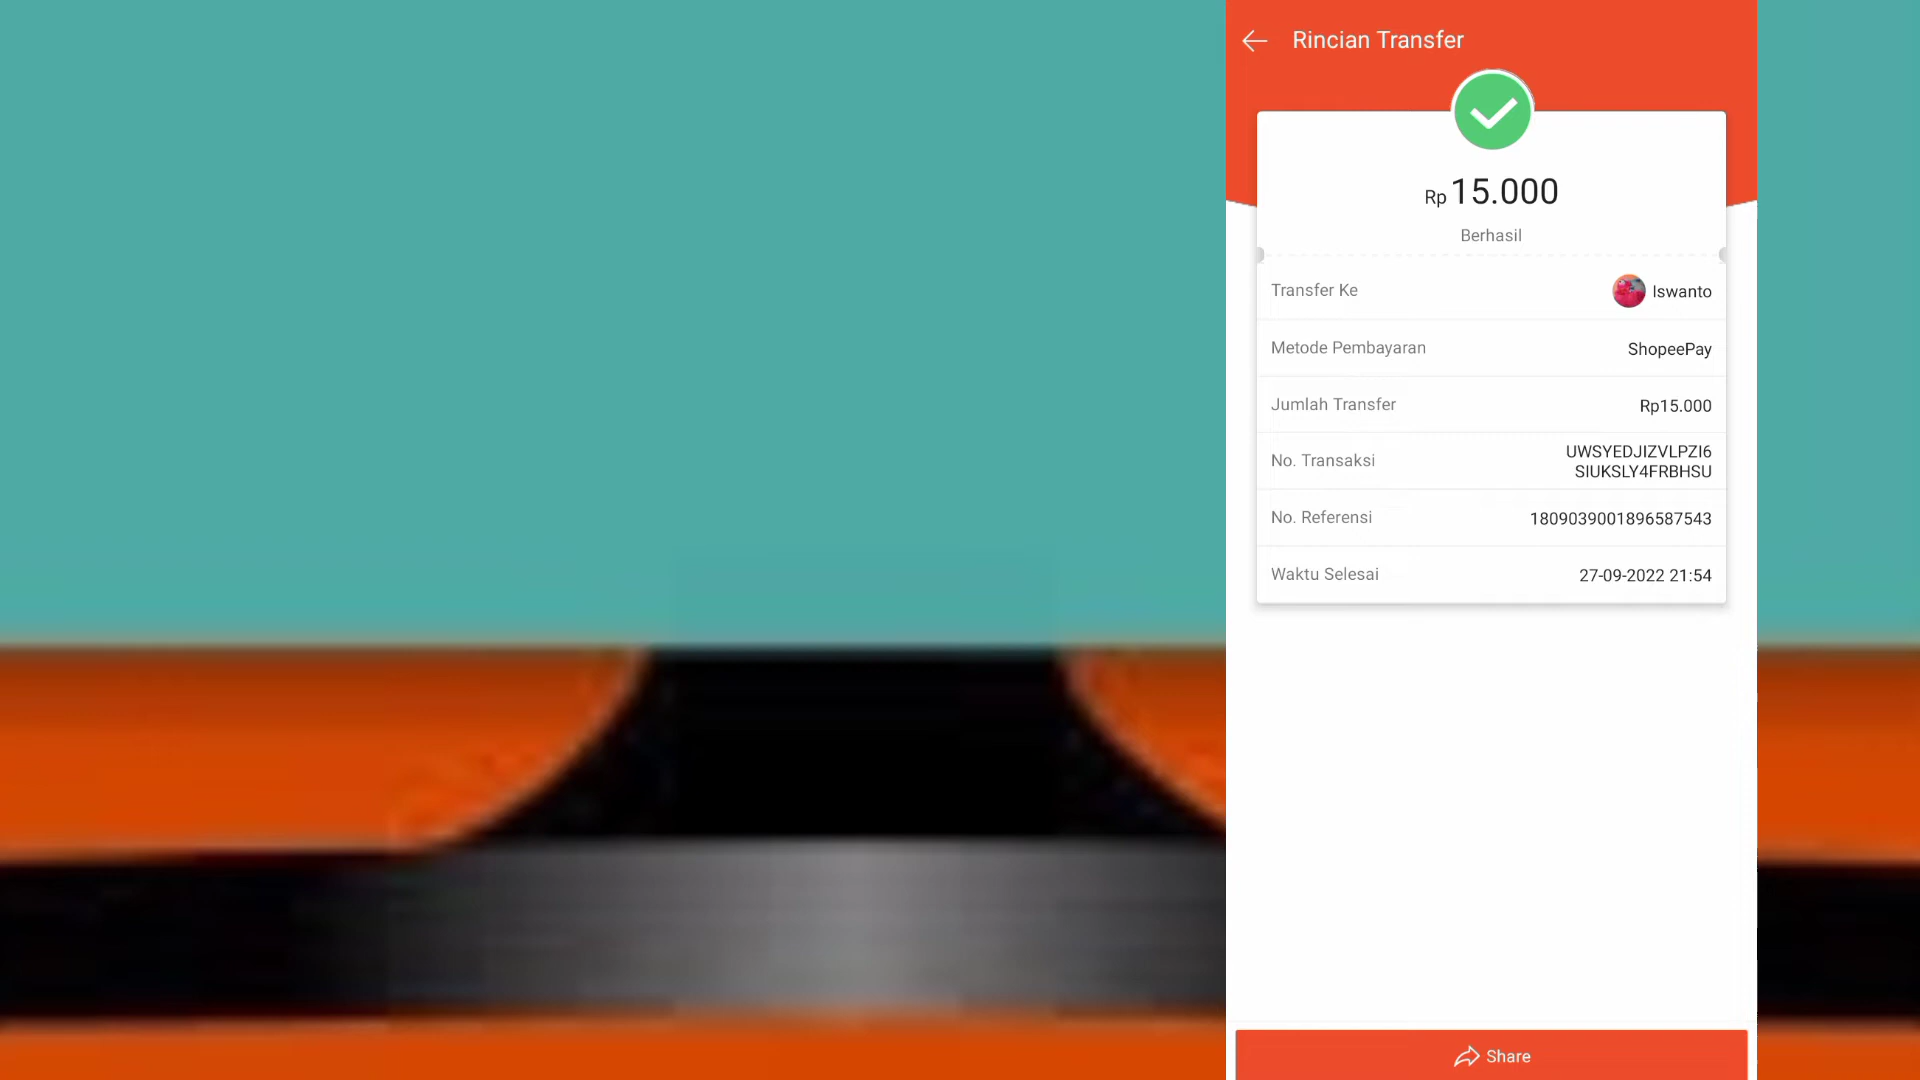 Rincian Transfer
Rp 15.000
Berhasil
Transfer Ke Iswanto
Metode Pembayaran ShopeePay
Jumlah Transfer Rp15.000
No. Transaksi UWSYEDJIZVLPZI6
SIUKSLY4FRBHSU
No. Referensi 1809039001896587543
Waktu Selesai 27-09-2022 21:54
Share